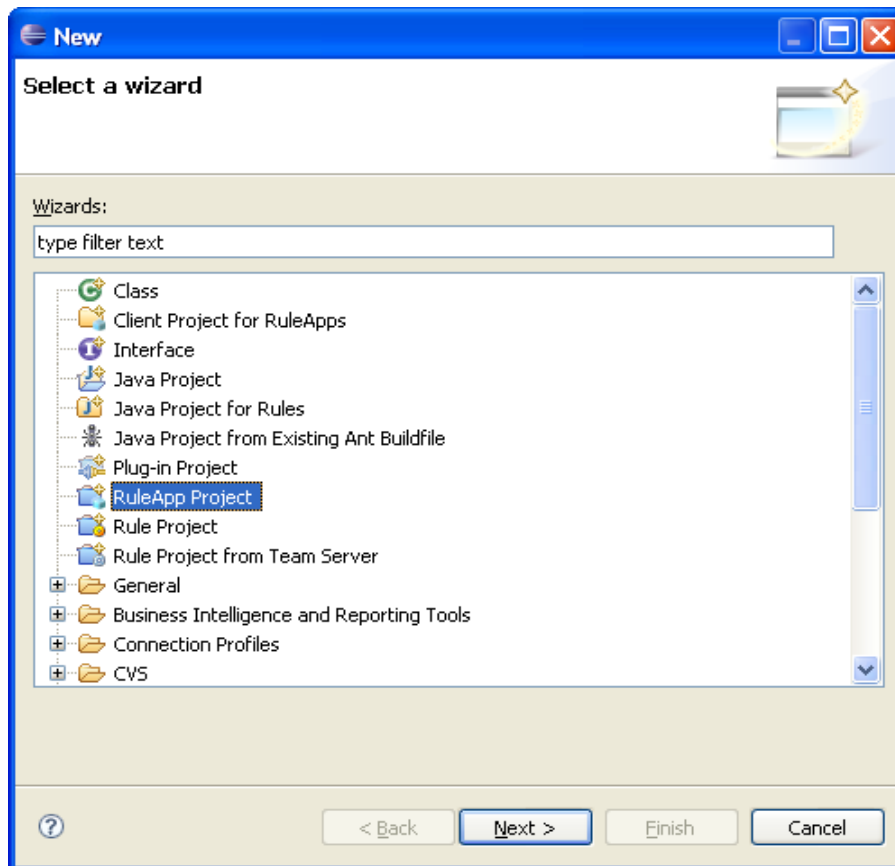 New
Select a wizard
Wizards:
type filter text
Class
Client Project for RuleApps
Interface
Java Project
Java Project for Rules
Java Project from Existing Ant Buildfile
Plug-in Project
RuleApp Project
Rule Project
Rule Project from Team Server
General
Business Intelligence and Reporting Tools
Connection Profiles
CVS
? < Back Next > Finish Cancel